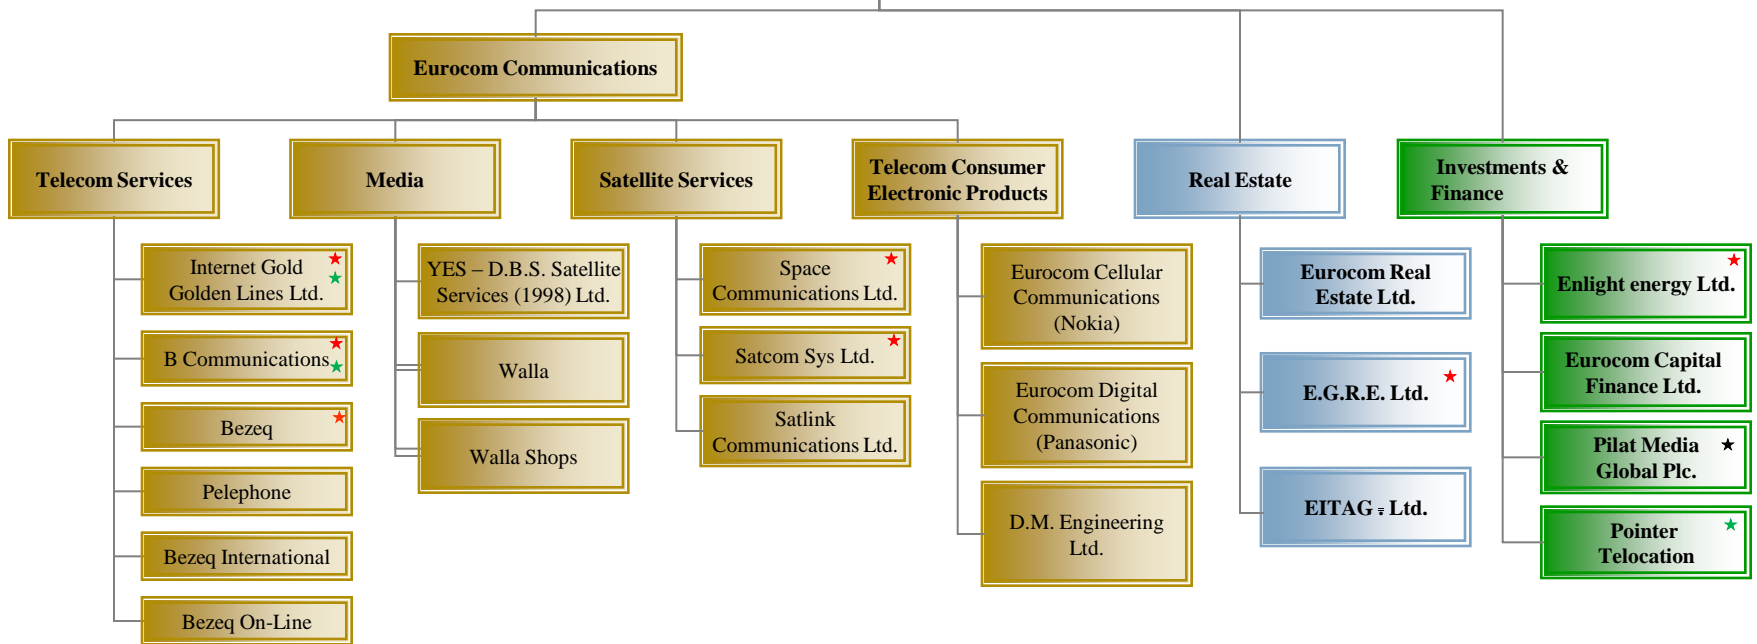 Eurocom Communications
Telecom Services
Media
Satellite Services
Telecom Consumer
Electronic Products
Real Estate
Investments &
Finance
Internet Gold
Golden Lines Ltd.
B Communications
Bezeq
Pelephone
Bezeq International
Bezeq On-Line
YES – D.B.S. Satellite
Services (1998) Ltd.
Walla
Walla Shops
Space
Communications Ltd.
Satcom Sys Ltd.
Satlink
Communications Ltd.
Eurocom Cellular
Communications
(Nokia)
Eurocom Digital
Communications
(Panasonic)
D.M. Engineering
Ltd.
Eurocom Real
Estate Ltd.
E.G.R.E. Ltd.
EITAG Ltd.
Enlight energy Ltd.
Eurocom Capital
Finance Ltd.
Pilat Media
Global Plc.
Pointer
Telocation